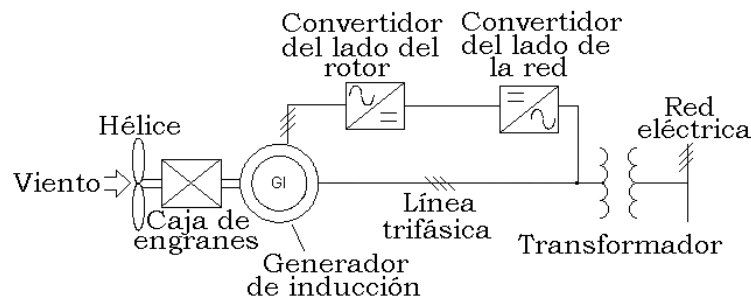 Convertidor
del lado del
rotor
Convertidor
del lado de
la red
Red
eléctrica
Hélice
Viento
GI
Caja de
engranes
Línea
trifásica
Transformador
Generador
de inducción